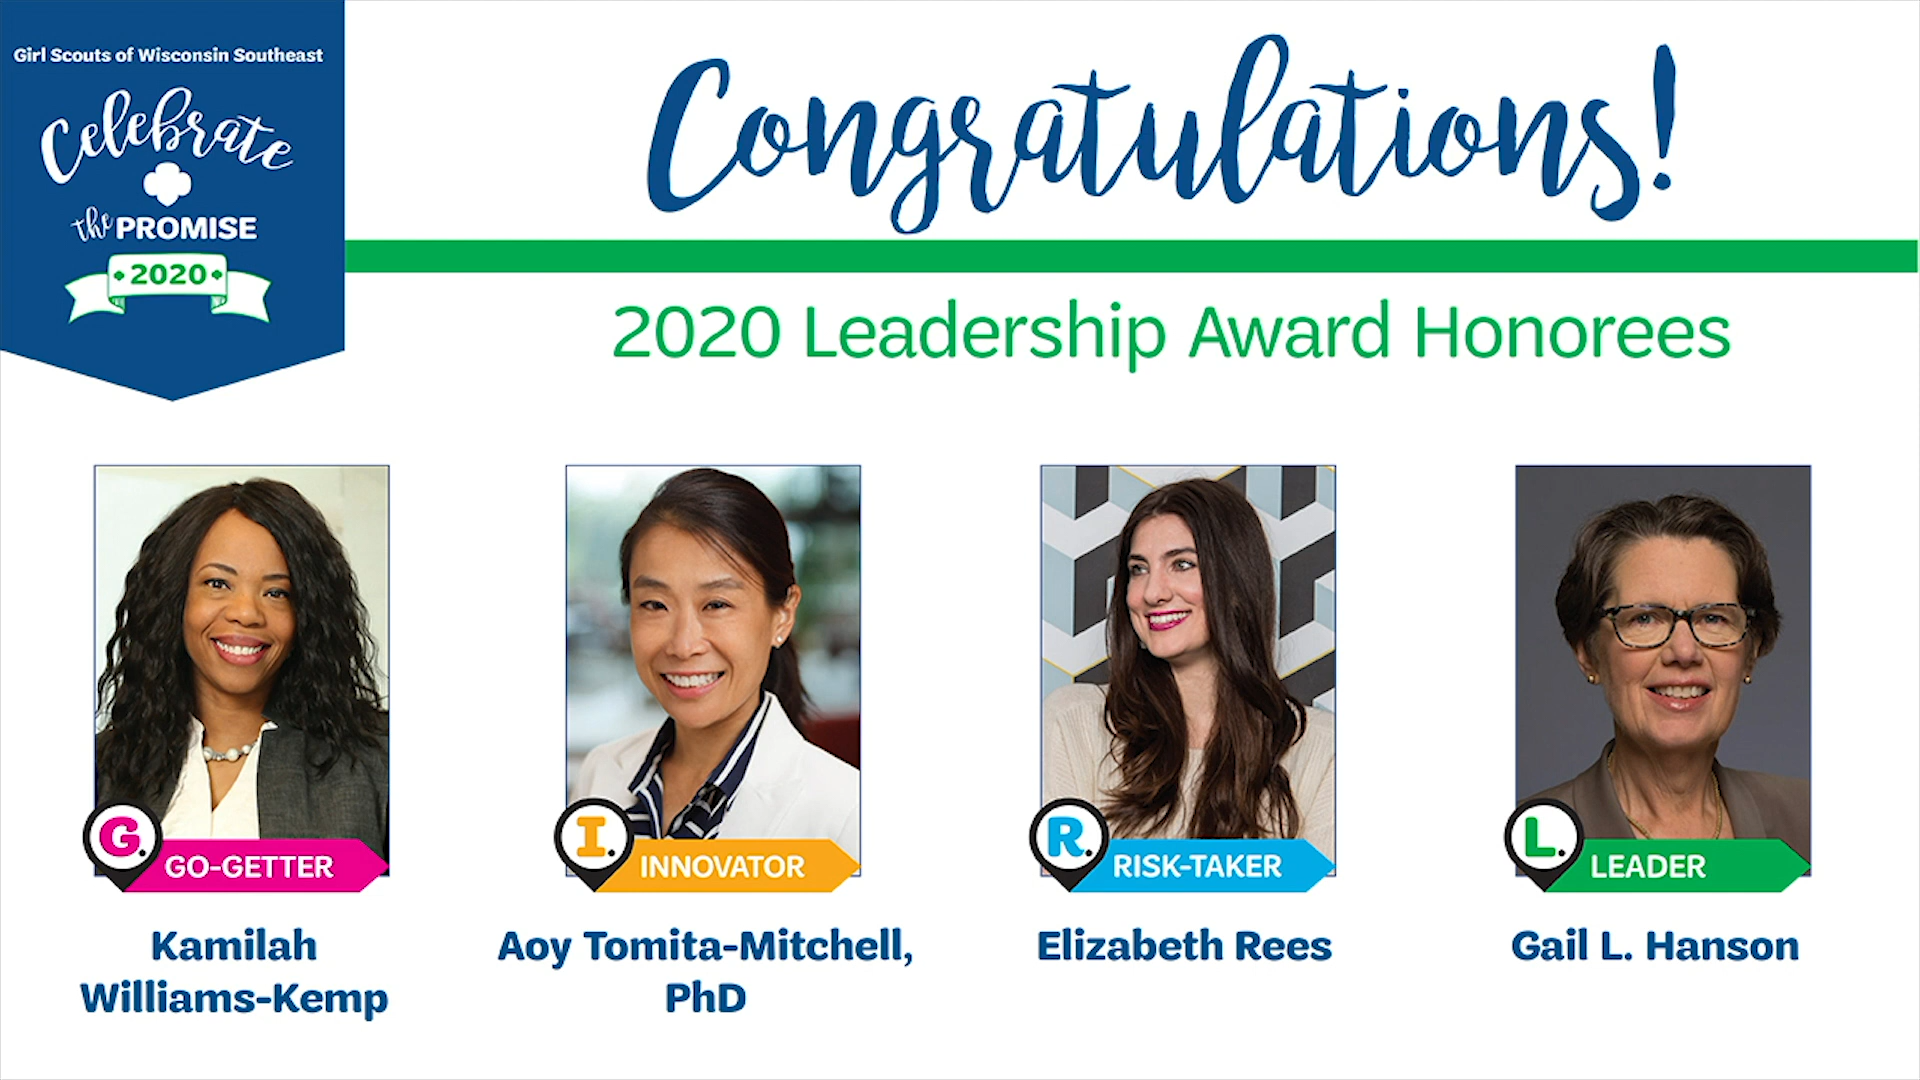 Girl Scouts of Wisconsin Southeast
Celebrate
the PROMISE
2020
Congratulations!
2020 Leadership Award Honorees
G.
GO-GETTER
Kamilah
Williams-Kemp
I.
INNOVATOR
Aoy Tomita-Mitchell,
PhD
R.
RISK-TAKER
Elizabeth Rees
L.
LEADER
Gail L. Hanson